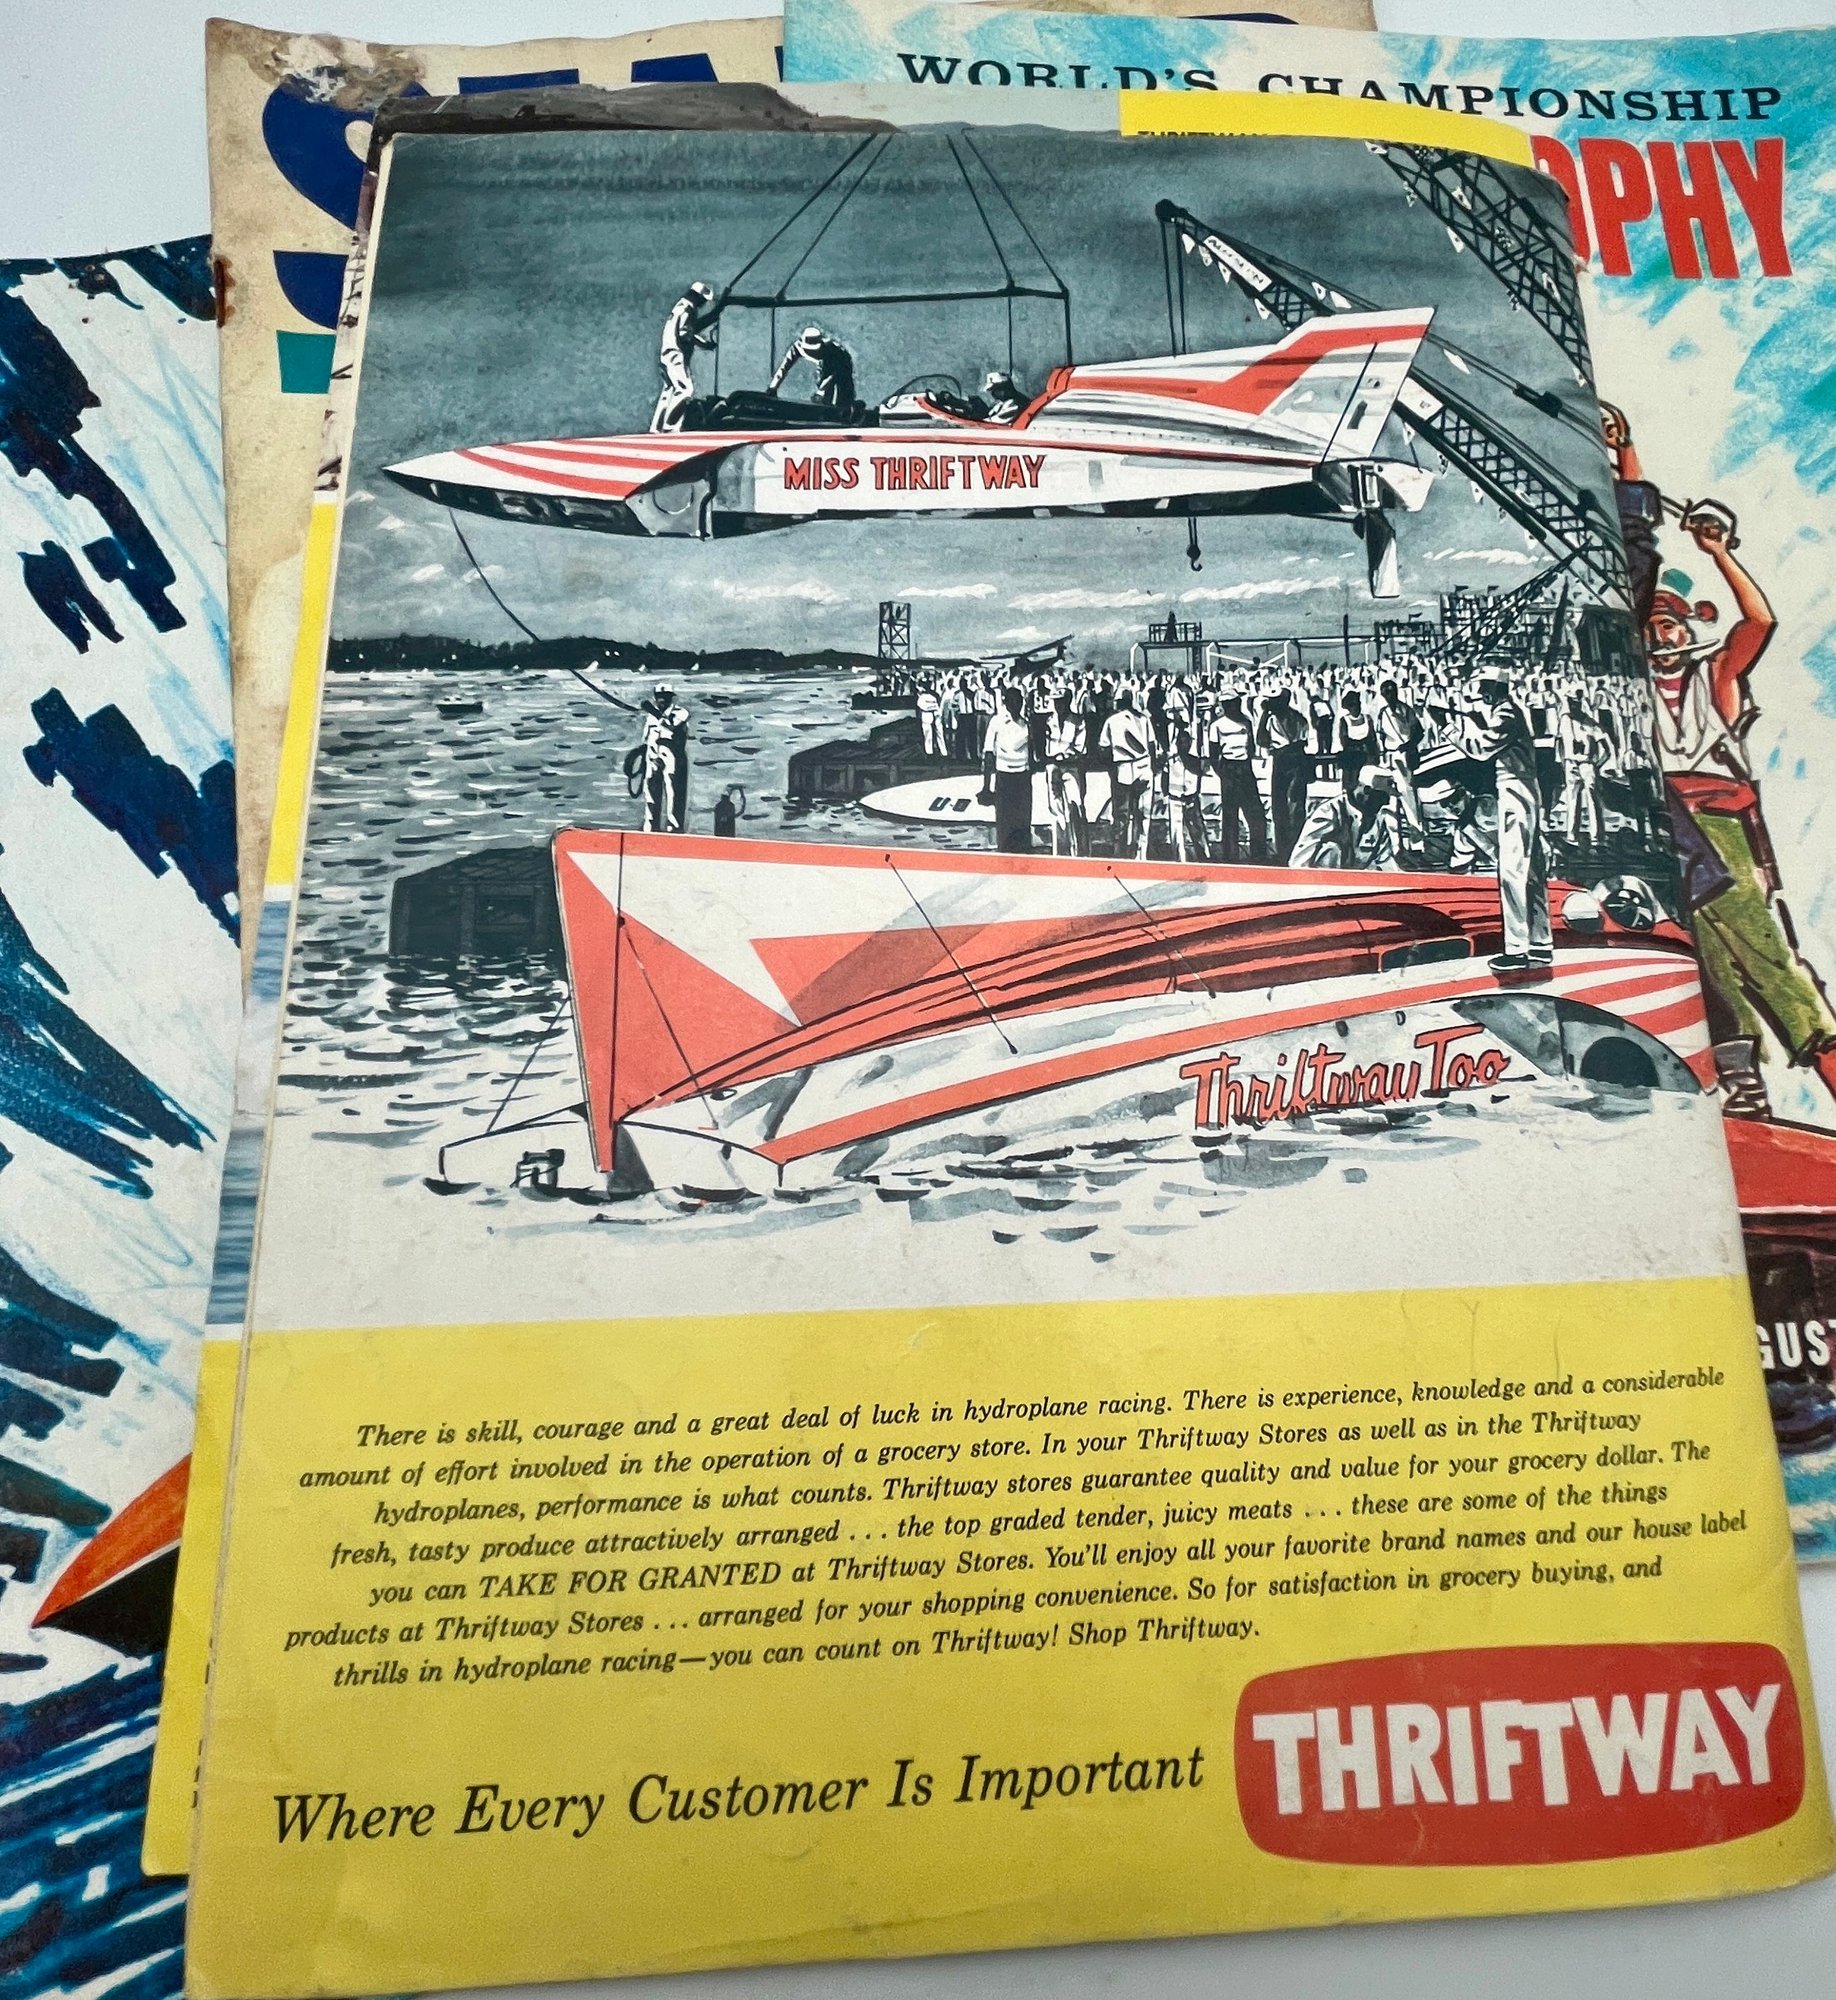 WORLD'S CHAMPIONSHIP
OPHY
MISS THRIFTWAY
U-8
Thriftway Too
GUST
There is skill, courage and a great deal of luck in hydroplane racing. There is experience, knowledge and a considerable
amount of effort involved in the operation of a grocery store. In your Thriftway Stores as well as in the Thriftway
hydroplanes, performance is what counts. Thriftway stores guarantee quality and value for your grocery dollar. The
fresh, tasty produce attractively arranged . . . the top graded tender, juicy meats . . . these are some of the things
you can TAKE FOR GRANTED at Thriftway Stores. You'll enjoy all your favorite brand names and our house label
products at Thriftway Stores . . . arranged for your shopping convenience. So for satisfaction in grocery buying, and
thrills in hydroplane racing—you can count on Thriftway! Shop Thriftway.
Where Every Customer Is Important
THRIFTWAY